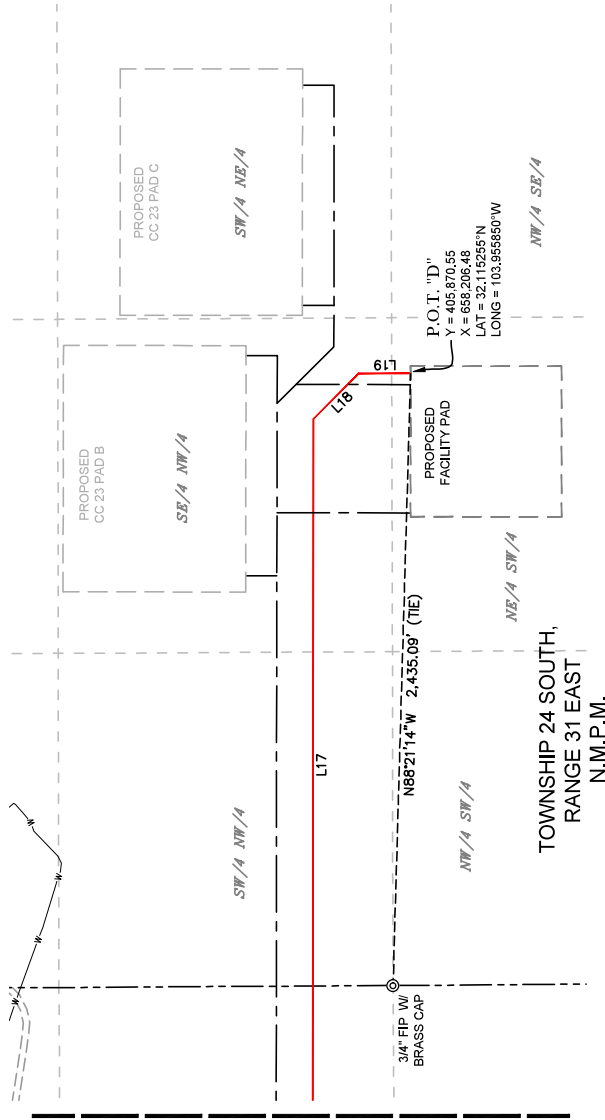 PROPOSED
CC 23 PAD C
SW/4 NE/4
PROPOSED
CC 23 PAD B
SE/4 NW/4
SW/4 NW/4
W
W
W
W
W
L17
L18
L19
P.O.T. "D"
Y = 405,870.55
X = 658,206.48
LAT = 32.115255°N
LONG = 103.955850°W
NW/4 SE/4
PROPOSED
FACILITY PAD
N88°21'14"W 2,435.09' (TIE)
NE/4 SW/4
NW/4 SW/4
3/4" FIP W/
BRASS CAP
TOWNSHIP 24 SOUTH,
RANGE 31 EAST
N.M.P.M.